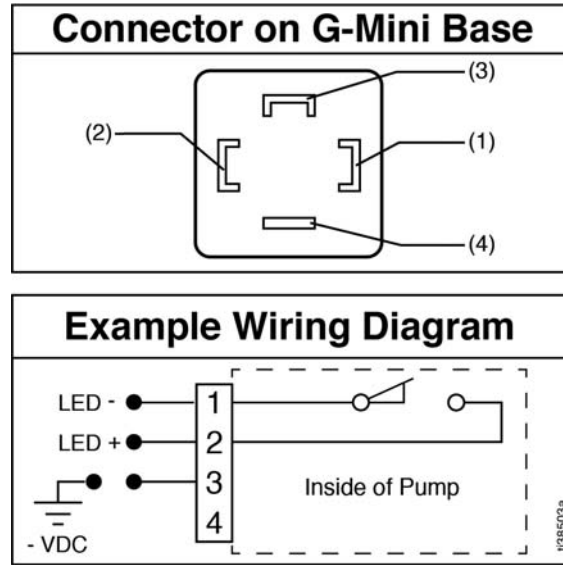 Connector on G-Mini Base
(3)
(2)
(1)
(4)
Example Wiring Diagram
LED -
1
LED +
2
3
Inside of Pump
4
- VDC
ti38503a